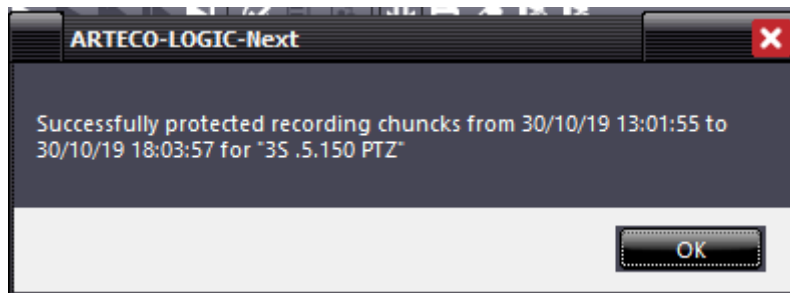 ARTECO-LOGIC-Next
Successfully protected recording chuncks from 30/10/19 13:01:55 to
30/10/19 18:03:57 for "3S .5.150 PTZ"
OK